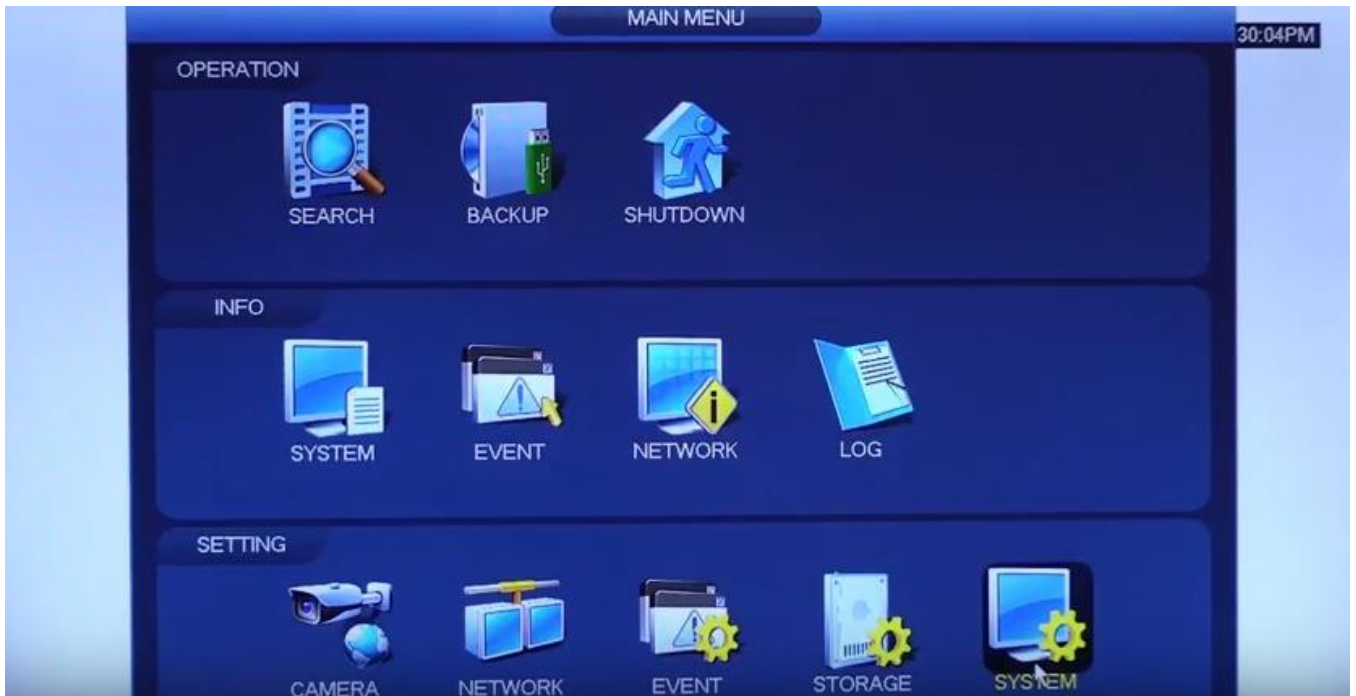 MAIN MENU
30:04PM
OPERATION
SEARCH BACKUP SHUTDOWN
INFO
SYSTEM EVENT NETWORK LOG
SETTING
CAMERA NETWORK EVENT STORAGE SYSTEM